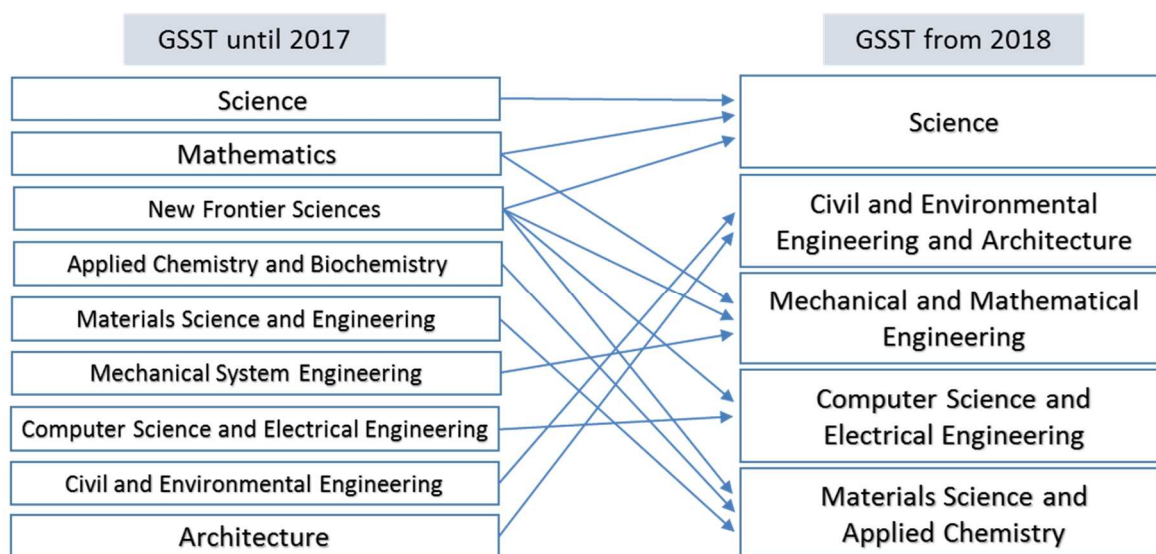 GSST until 2017
Science
Mathematics
New Frontier Sciences
Applied Chemistry and Biochemistry
Materials Science and Engineering
Mechanical System Engineering
Computer Science and Electrical Engineering
Civil and Environmental Engineering
Architecture
GSST from 2018
Science
Civil and Environmental
Engineering and Architecture
Mechanical and Mathematical
Engineering
Computer Science and
Electrical Engineering
Materials Science and
Applied Chemistry